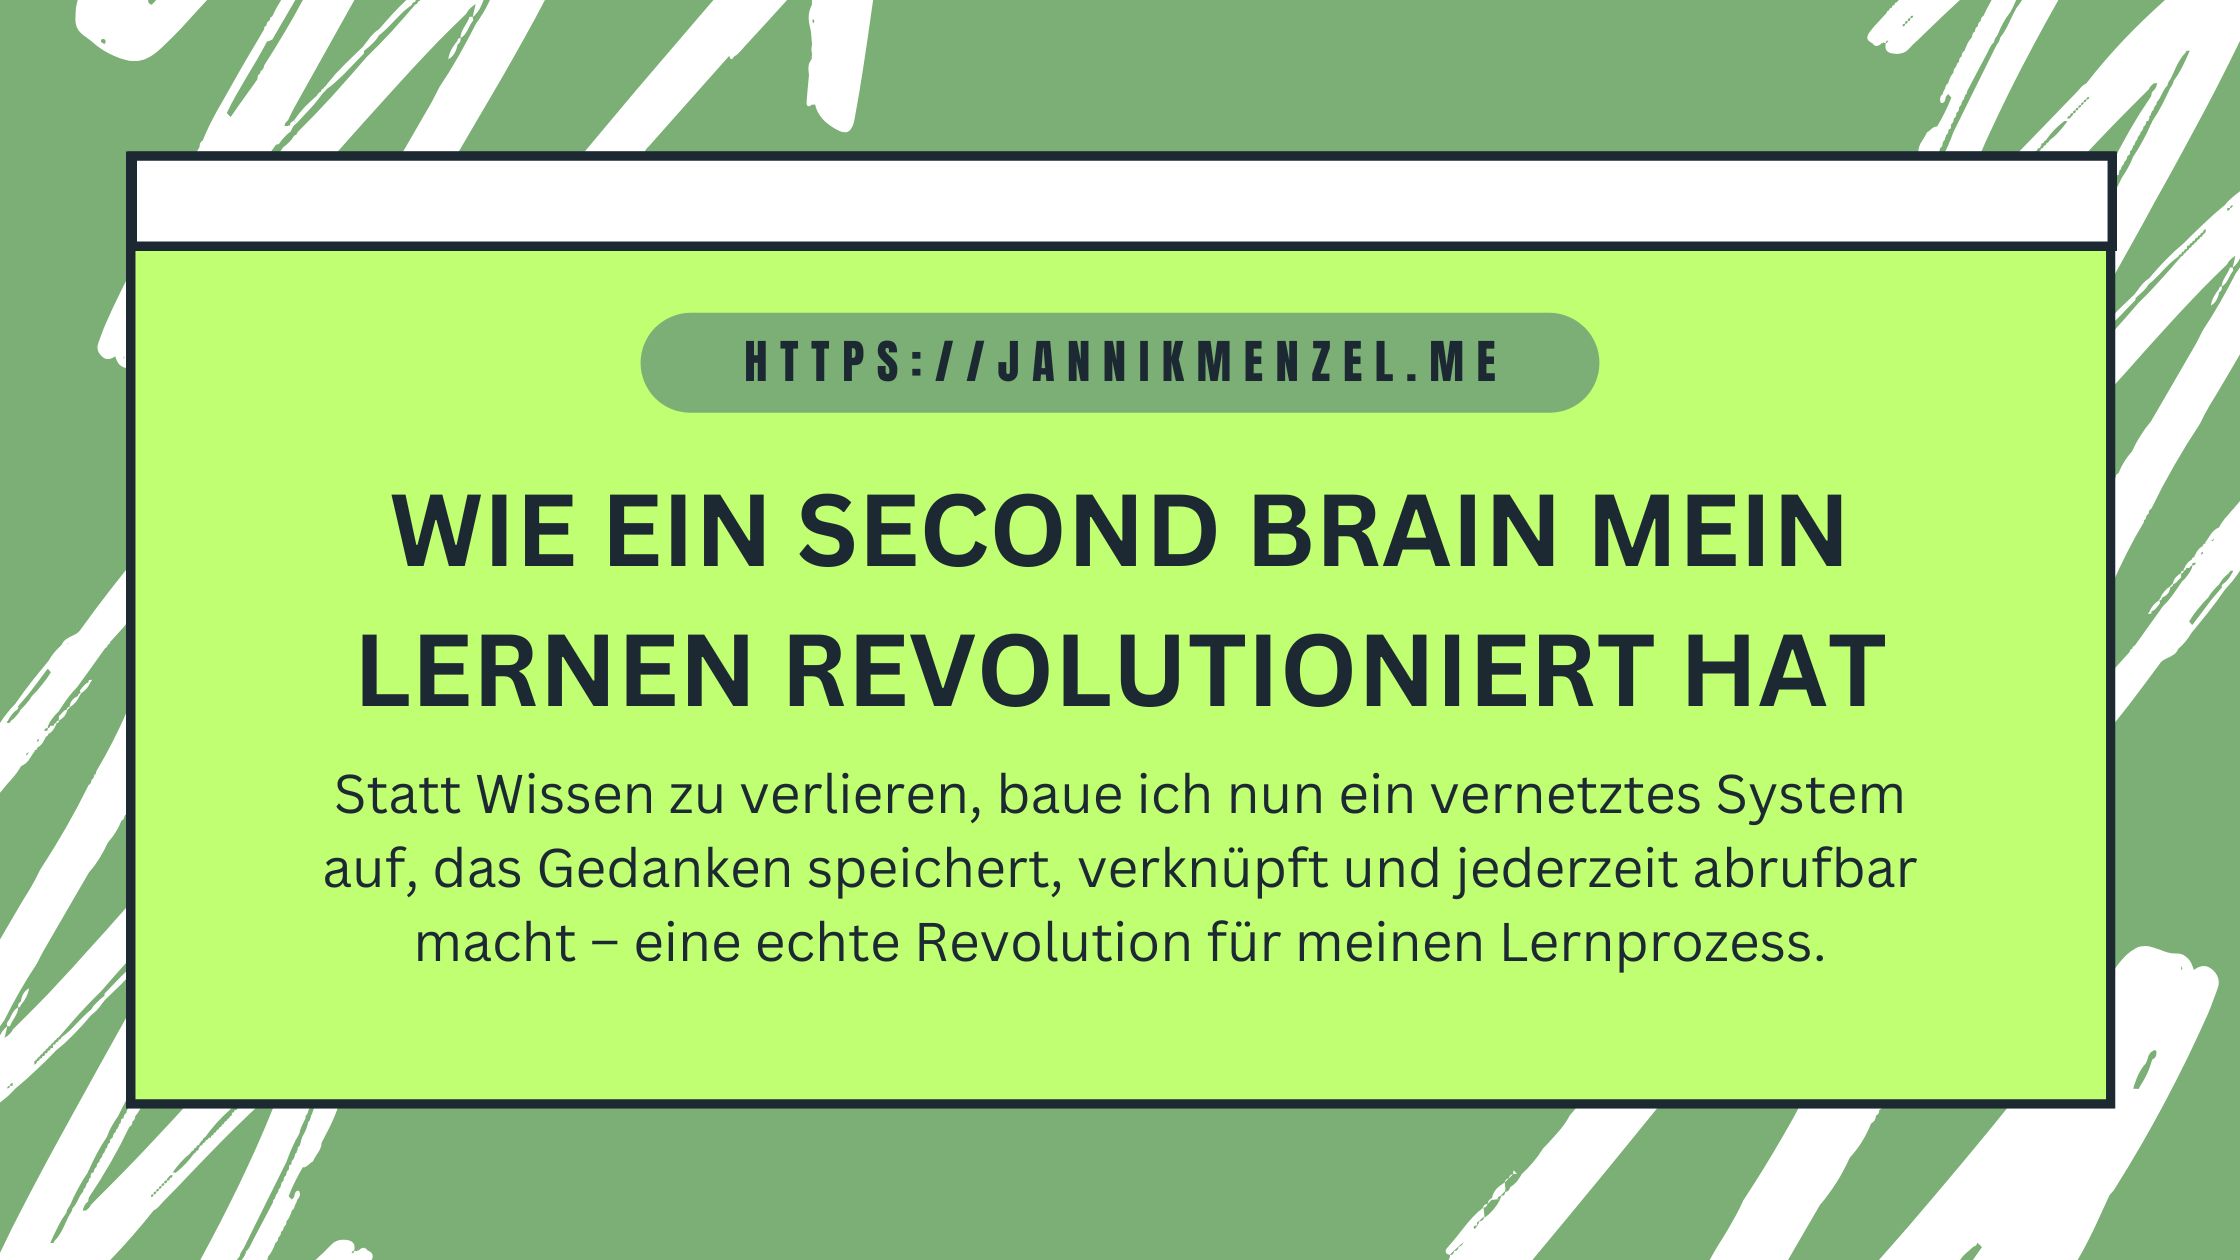 HTTPS://JANNIKMENZEL.ME
WIE EIN SECOND BRAIN MEIN
LERNEN REVOLUTIONIERT HAT
Statt Wissen zu verlieren, baue ich nun ein vernetztes System
auf, das Gedanken speichert, verknüpft und jederzeit abrufbar
macht – eine echte Revolution für meinen Lernprozess.